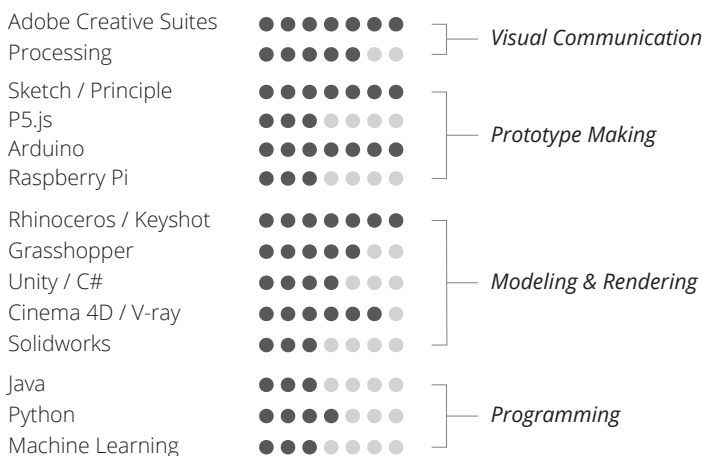 Adobe Creative Suites
Processing
Visual Communication
Sketch / Principle
P5.js
Arduino
Raspberry Pi
Prototype Making
Rhinoceros / Keyshot
Grasshopper
Unity / C#
Cinema 4D / V-ray
Solidworks
Modeling & Rendering
Java
Python
Machine Learning
Programming